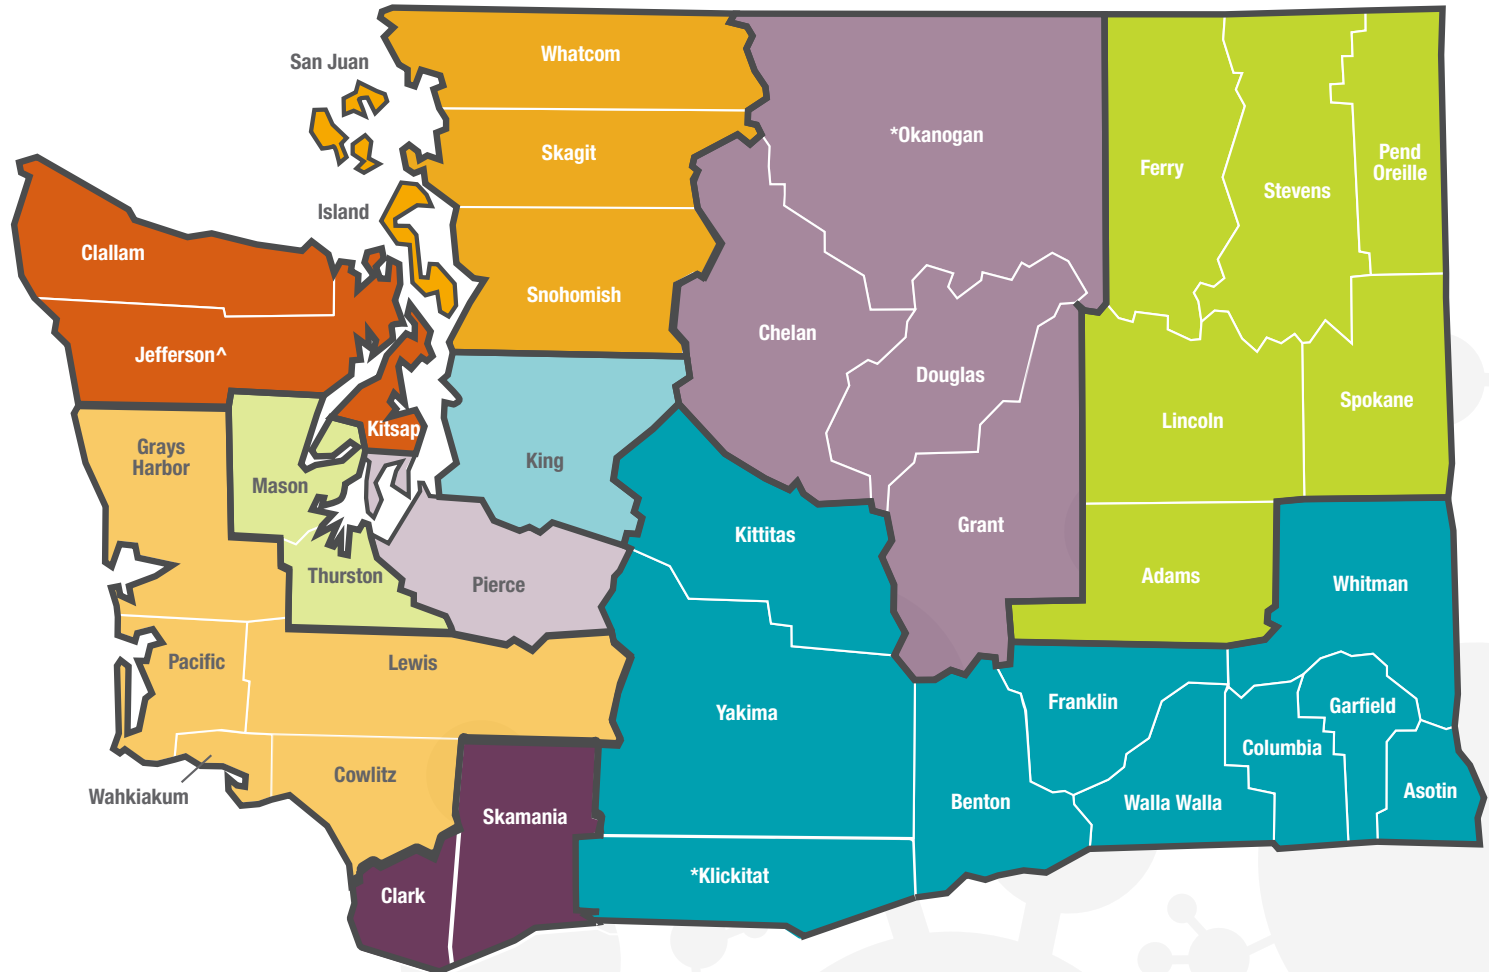 Whatcom
San Juan
*Okanogan
Skagit
Pend
Oreille
Ferry
Stevens
Island
Clallam
Snohomish
Chelan
Jefferson^
Douglas
Spokane
Lincoln
Kitsap
Grays
Harbor
King
Mason
Grant
Kittitas
Thurston
Adams
Pierce
Whitman
Pacific
Lewis
Franklin
Garfield
Yakima
Columbia
Cowlitz
Asotin
Wahkiakum
Benton
Walla Walla
Skamania
*Klickitat
Clark